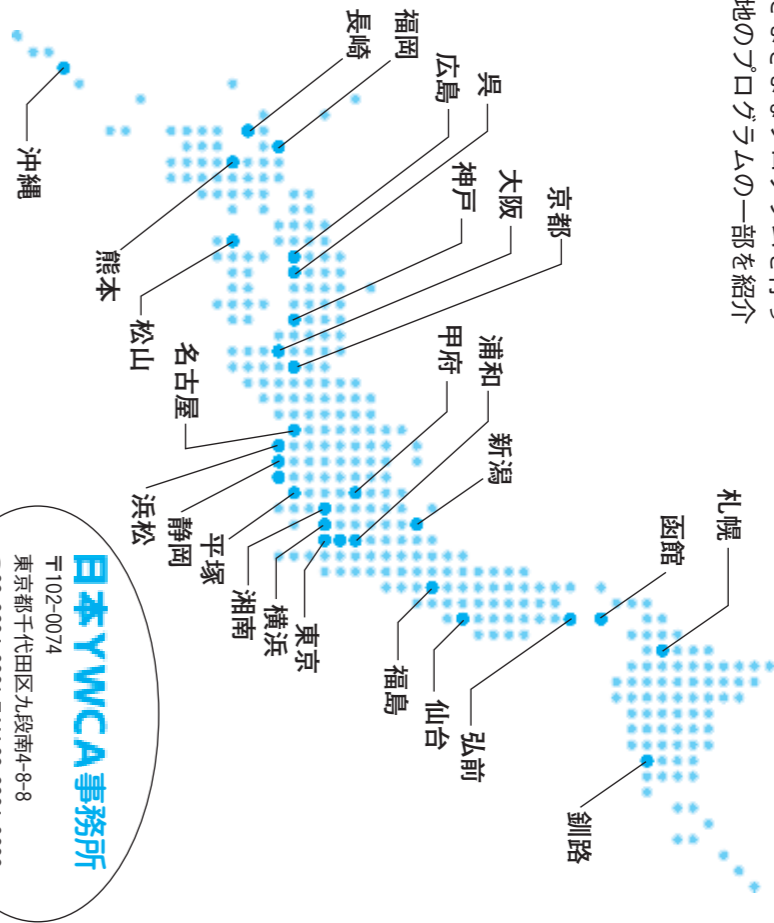 地のプログラムの一部を紹介
札幌
函館
釧路
弘前
仙台
福島
新潟
浦和
甲府
東京
横浜
湘南
平塚
静岡
浜松
名古屋
京都
大阪
神戸
呉
広島
松山
福岡
長崎
熊本
沖縄
日本YWCA事務所
〒102-0074
東京都千代田区九段南4-8-8